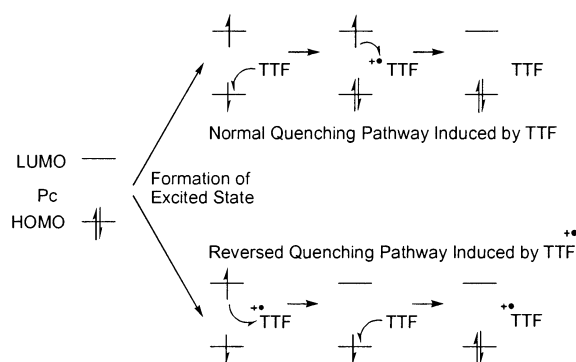 TTF
+• TTF
TTF
Normal Quenching Pathway Induced by TTF
LUMO
Pc
HOMO
Formation of
Excited State
Reversed Quenching Pathway Induced by TTF +•
+• TTF
TTF
+• TTF